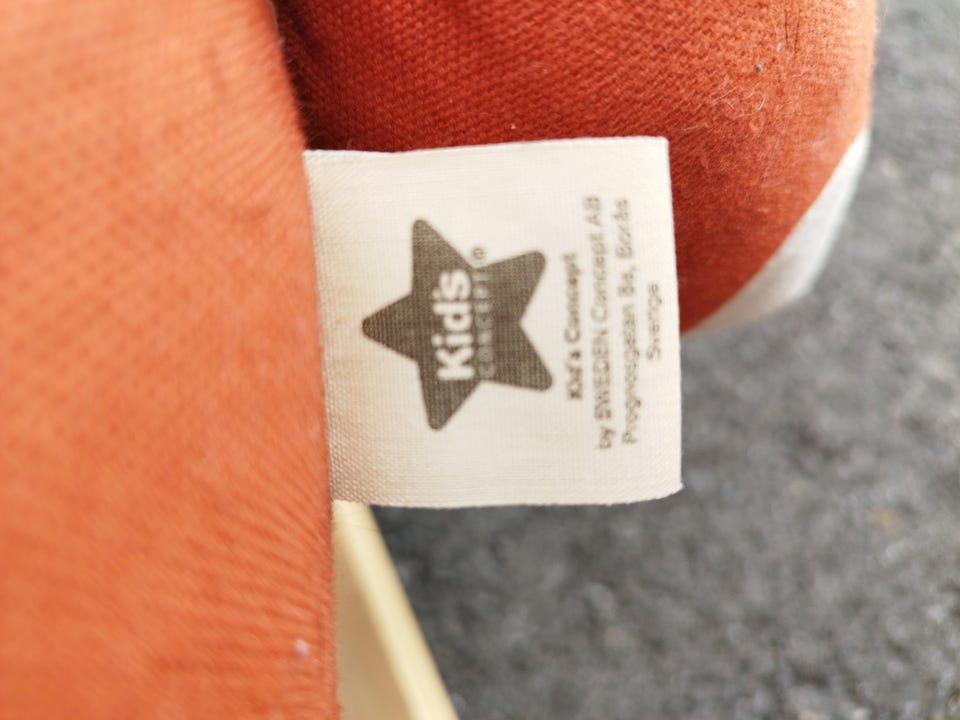 Kid's
CONCEPT®
Kid's Concept
by SWEDEN Concept AB
Prognosgatan 8a, Borås
Sverige